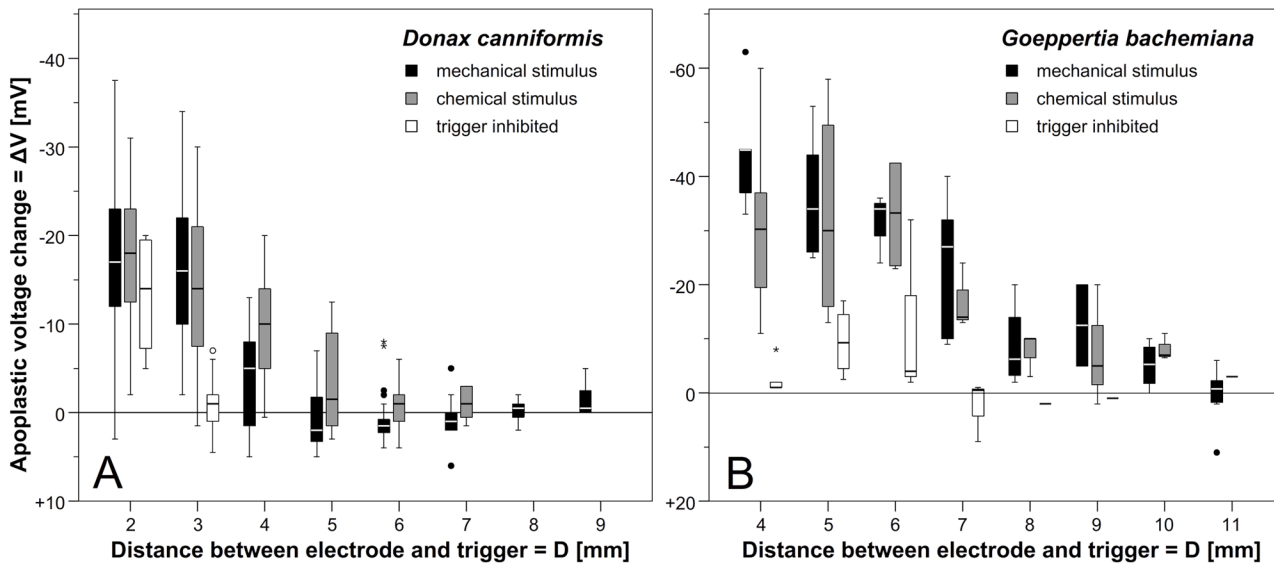 Donax canniformis
mechanical stimulus
chemical stimulus
trigger inhibited
Apoplastic voltage change = ΔV [mV]
-40
-30
-20
-10
0
+10
A
2 3 4 5 6 7 8 9
Distance between electrode and trigger = D [mm]
Goeppertia bachemiana
mechanical stimulus
chemical stimulus
trigger inhibited
-60
-40
-20
0
+20
B
4 5 6 7 8 9 10 11
Distance between electrode and trigger = D [mm]